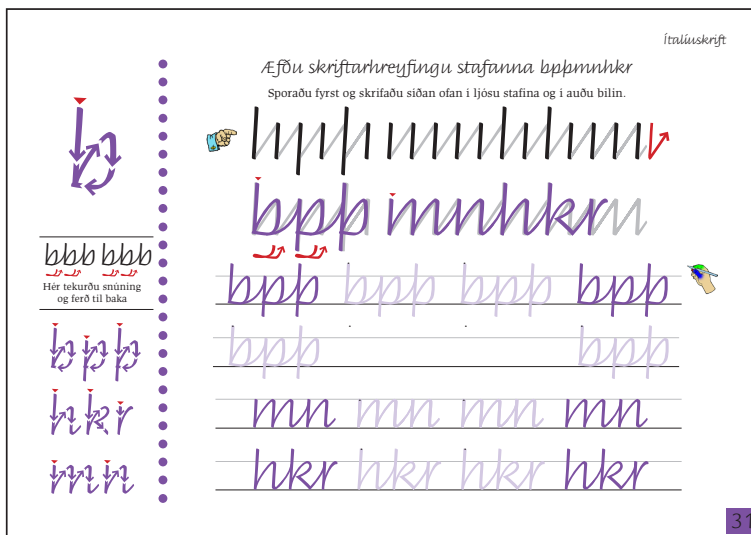 Ítalíuskrift
Æfðu skriftarhreyfingu stafanna bpþmnhkr
Sporaðu fyrst og skrifaðu síðan ofan í ljósu stafina og í auðu bilin.
b
bpþ mnhkr
bbb bbb
Hér tekurðu snúning
og ferð til baka
bpþ bpþ bpþ bpþ
bpþ bpþ
b p þ
h k r
m n
mn mn mn mn
hkr hkr hkr hkr
31